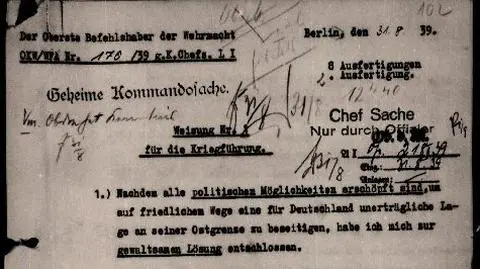 102
Der Oberste Befehlshaber der Wehrmacht
Berlin, den 31.8. 39.
OKW/WFA Nr. 170 /39 g.K.Chefs. L I
8 Ausfertigungen
2. Ausfertigung.
Geheime Kommandosache.
31/8
Chef Sache
Nur durch Offizier
Weisung Nr.
für die Kriegführung.
1.) Nachdem alle politischen Möglichkeiten erschöpft sind, um
auf friedlichem Wege eine für Deutschland unerträgliche La-
ge an seiner Ostgrenze zu beseitigen, habe ich mich zur
gewaltsamen Lösung entschlossen.